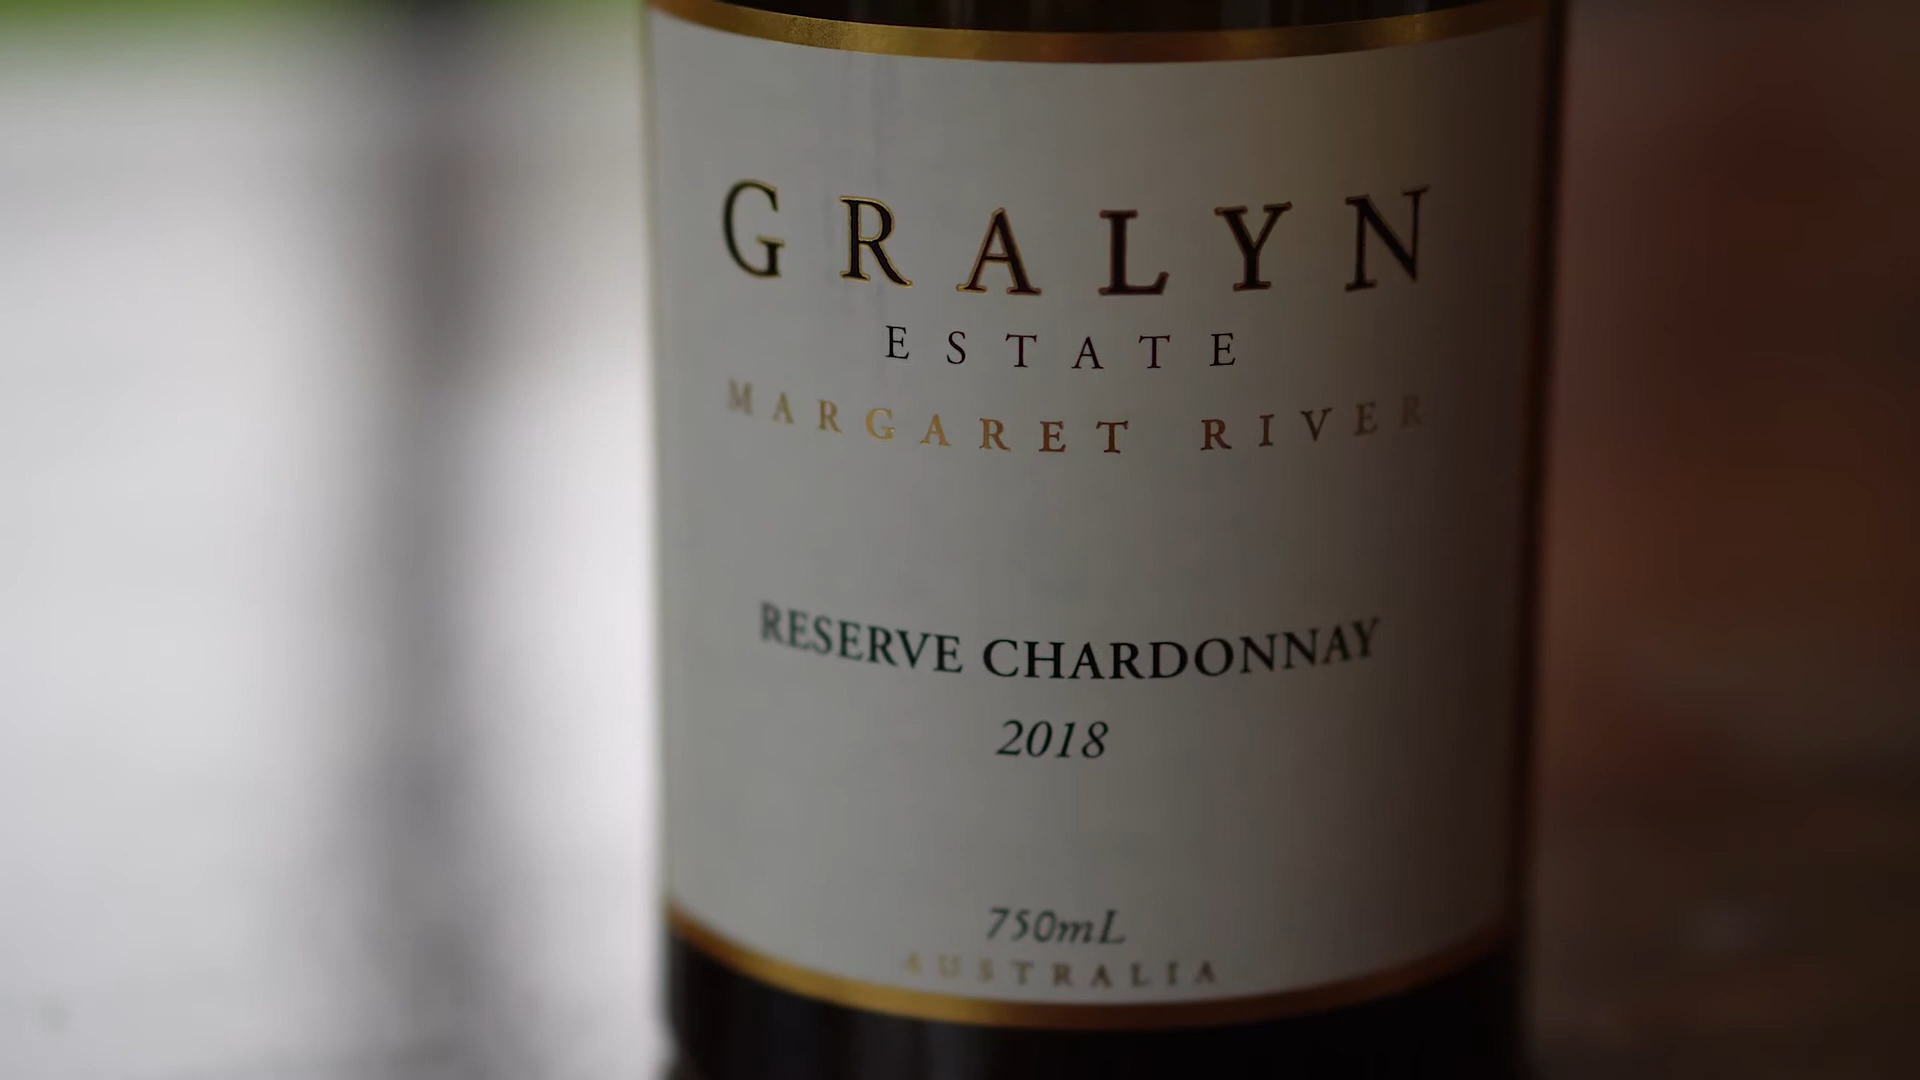 GRALYN
ESTATE
MARGARET RIVER
RESERVE CHARDONNAY
2018
750mL
AUSTRALIA